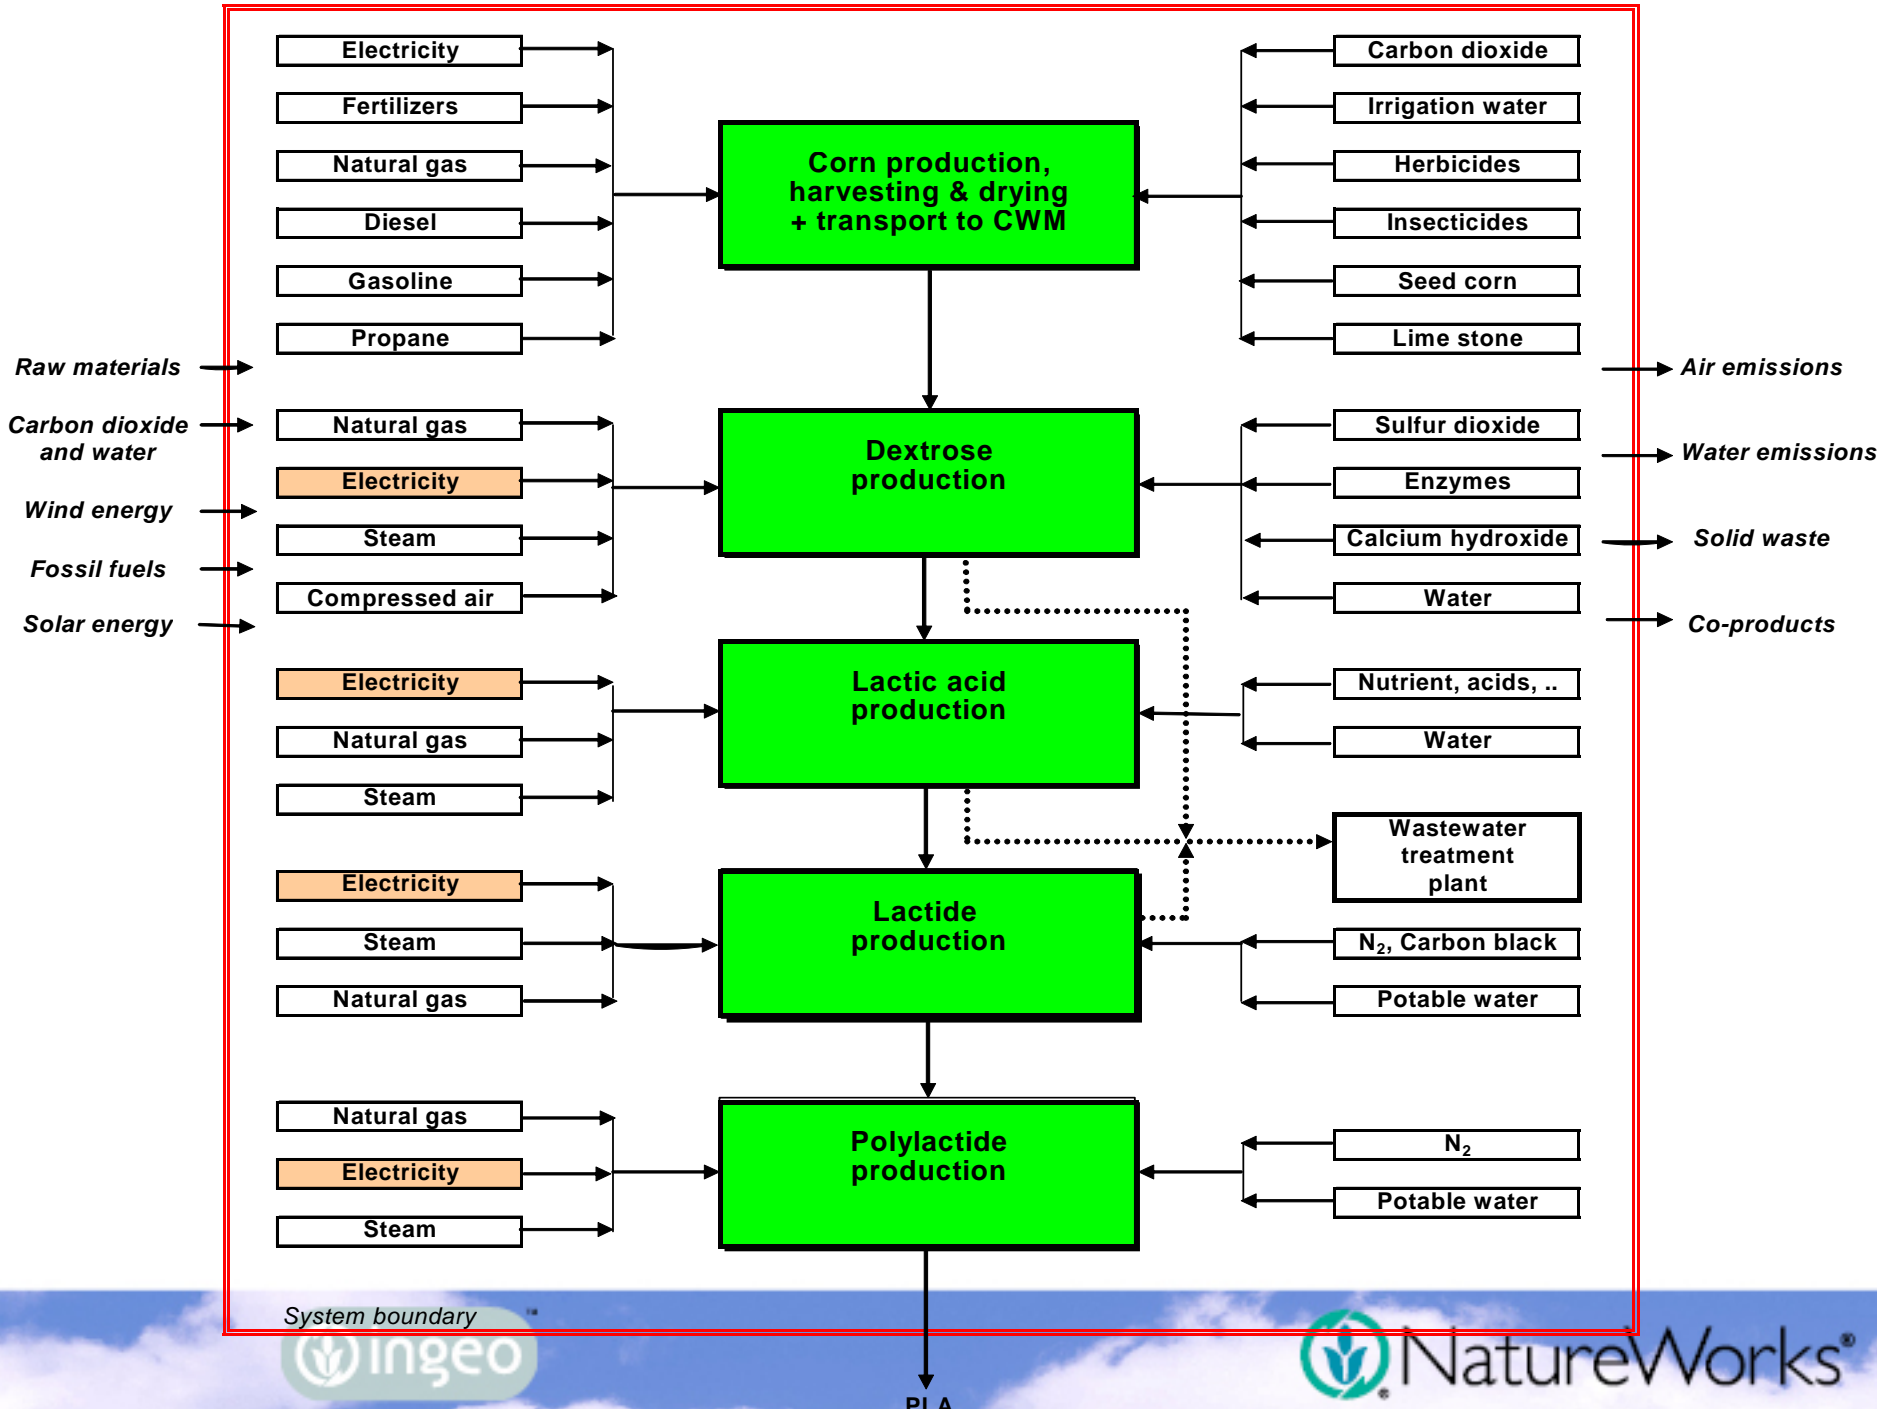 Electricity
Fertilizers
Natural gas
Diesel
Gasoline
Propane
Carbon dioxide
Irrigation water
Herbicides
Insecticides
Seed corn
Lime stone
Corn production,
harvesting & drying
+ transport to CWM
Raw materials
Carbon dioxide
and water
Wind energy
Fossil fuels
Solar energy
Air emissions
Water emissions
Solid waste
Co-products
Natural gas
Electricity
Steam
Compressed air
Dextrose
production
Sulfur dioxide
Enzymes
Calcium hydroxide
Water
Electricity
Natural gas
Steam
Lactic acid
production
Nutrient, acids, ..
Water
Wastewater
treatment
plant
Electricity
Steam
Natural gas
Lactide
production
N₂, Carbon black
Potable water
Natural gas
Electricity
Steam
Polylactide
production
N₂
Potable water
System boundary
ingeo™
NatureWorks®
PLA